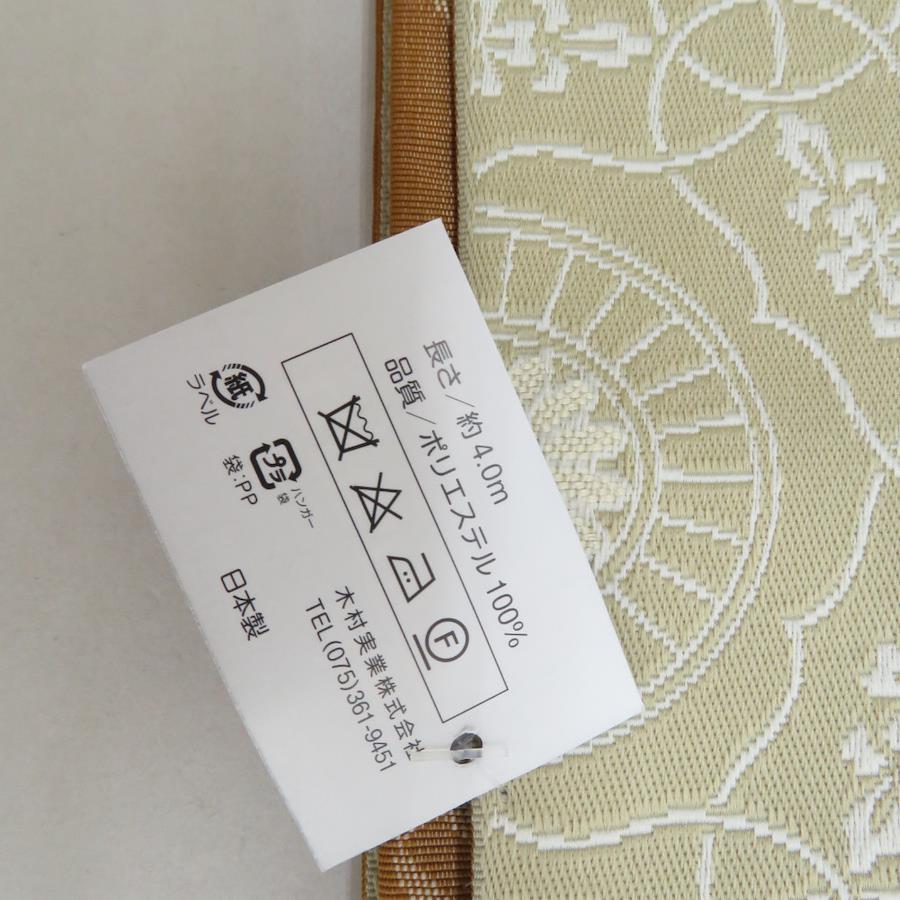 長さ/約4.0m
品質/ポリエステル100%
F
木村実業株式会社
TEL(075)361-9451
紙
ラベル
プラ
ハンガー
袋
袋:PP
日本製